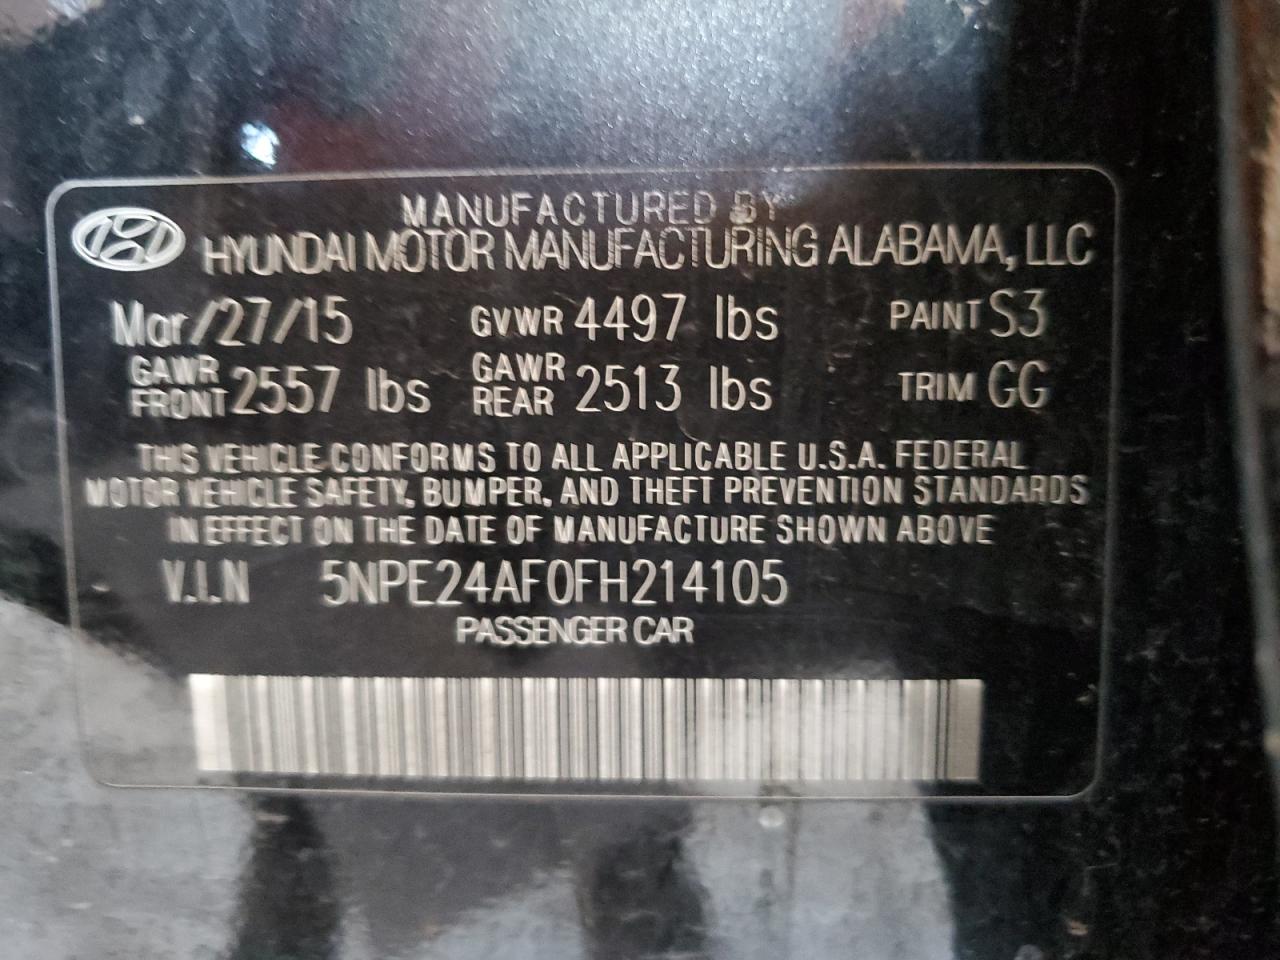 MANUFACTURED BY
HYUNDAI MOTOR MANUFACTURING ALABAMA, LLC
Mar/27/15 GVWR 4497 lbs PAINT S3
GAWR FRONT 2557 lbs GAWR REAR 2513 lbs TRIM GG
THIS VEHICLE CONFORMS TO ALL APPLICABLE U.S.A. FEDERAL
MOTOR VEHICLE SAFETY, BUMPER, AND THEFT PREVENTION STANDARDS
IN EFFECT ON THE DATE OF MANUFACTURE SHOWN ABOVE
V.I.N 5NPE24AF0FH214105
PASSENGER CAR